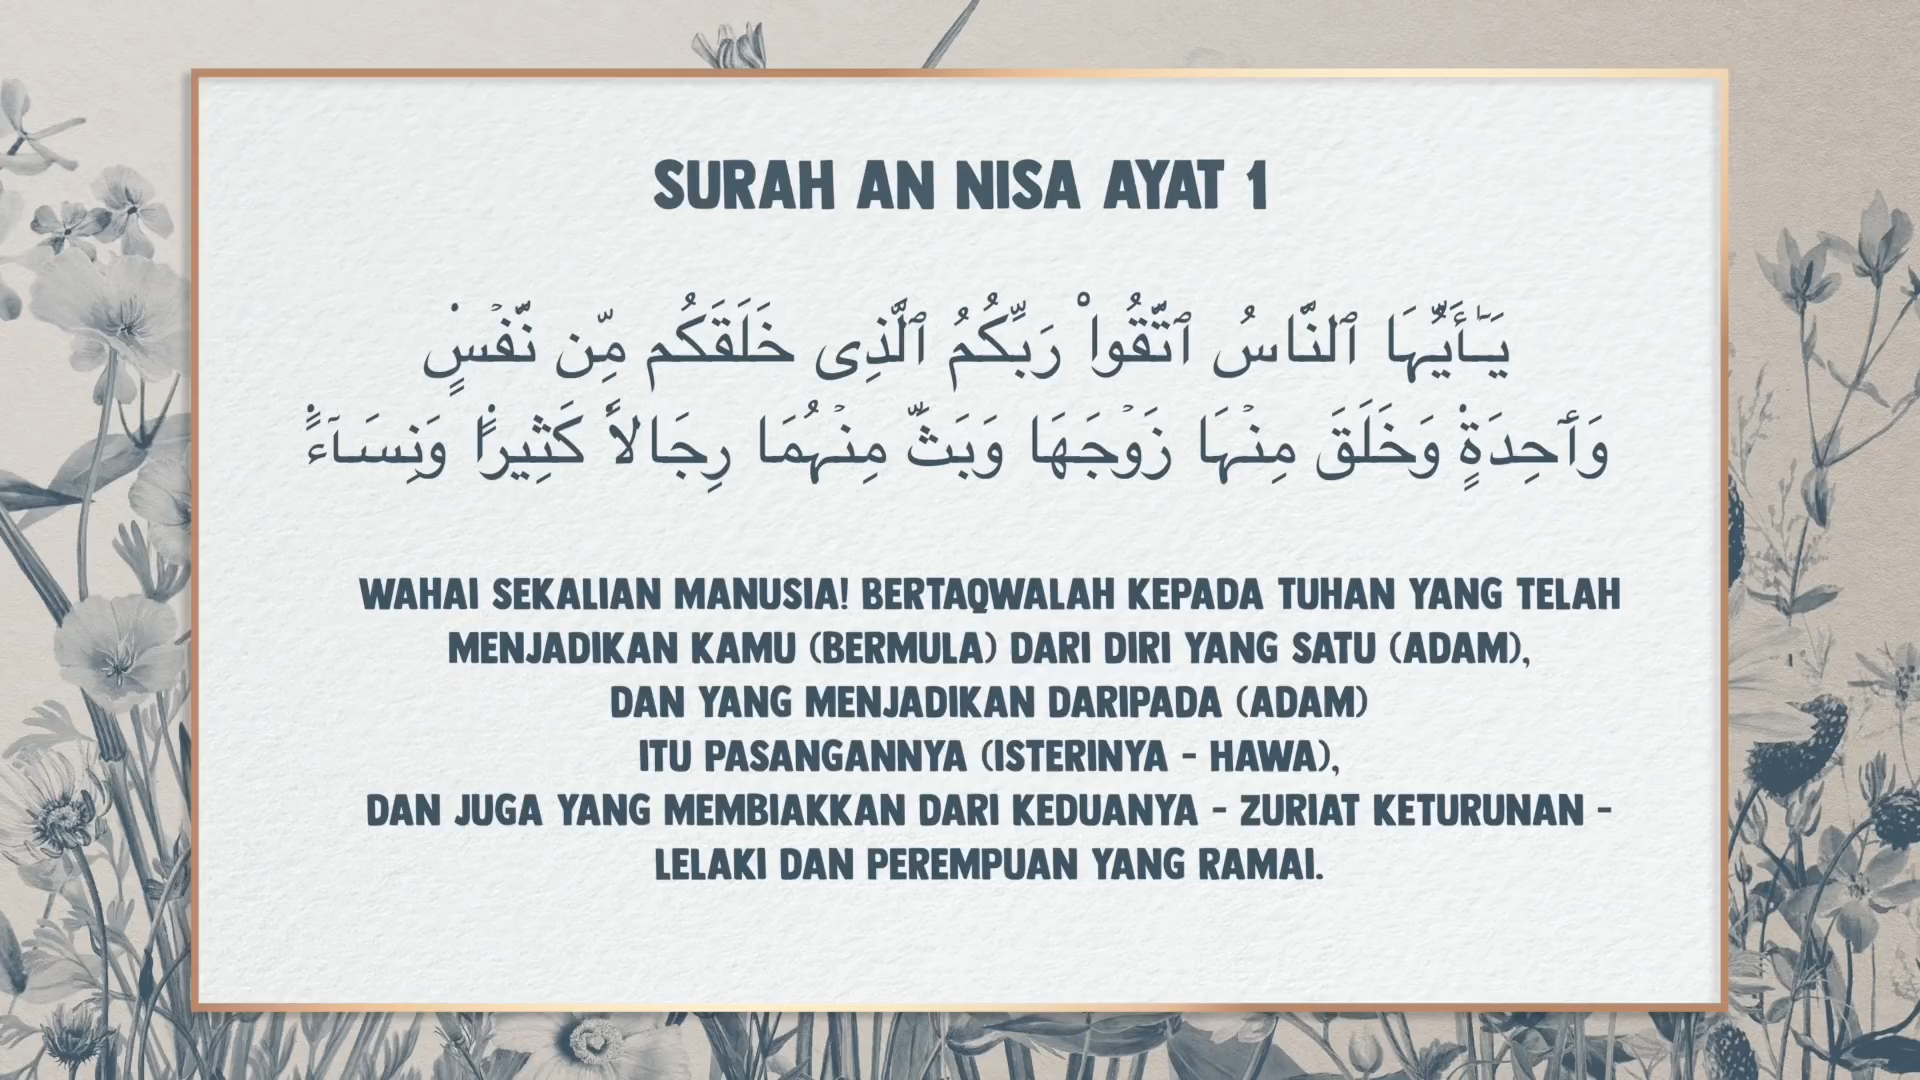 SURAH AN NISA AYAT 1
يَـٰٓأَيُّہَا ٱلنَّاسُ ٱتَّقُواْ رَبَّكُمُ ٱلَّذِى خَلَقَكُم مِّن نَّفۡسٍ۬
وَٲحِدَةٍ۬ وَخَلَقَ مِنۡہَا زَوۡجَهَا وَبَثَّ مِنۡہُمَا رِجَالاً۬ كَثِيرً۬ا وَنِسَآءً۬
WAHAI SEKALIAN MANUSIA! BERTAQWALAH KEPADA TUHAN YANG TELAH
MENJADIKAN KAMU (BERMULA) DARI DIRI YANG SATU (ADAM),
DAN YANG MENJADIKAN DARIPADA (ADAM)
ITU PASANGANNYA (ISTERINYA - HAWA),
DAN JUGA YANG MEMBIAKKAN DARI KEDUANYA - ZURIAT KETURUNAN -
LELAKI DAN PEREMPUAN YANG RAMAI.